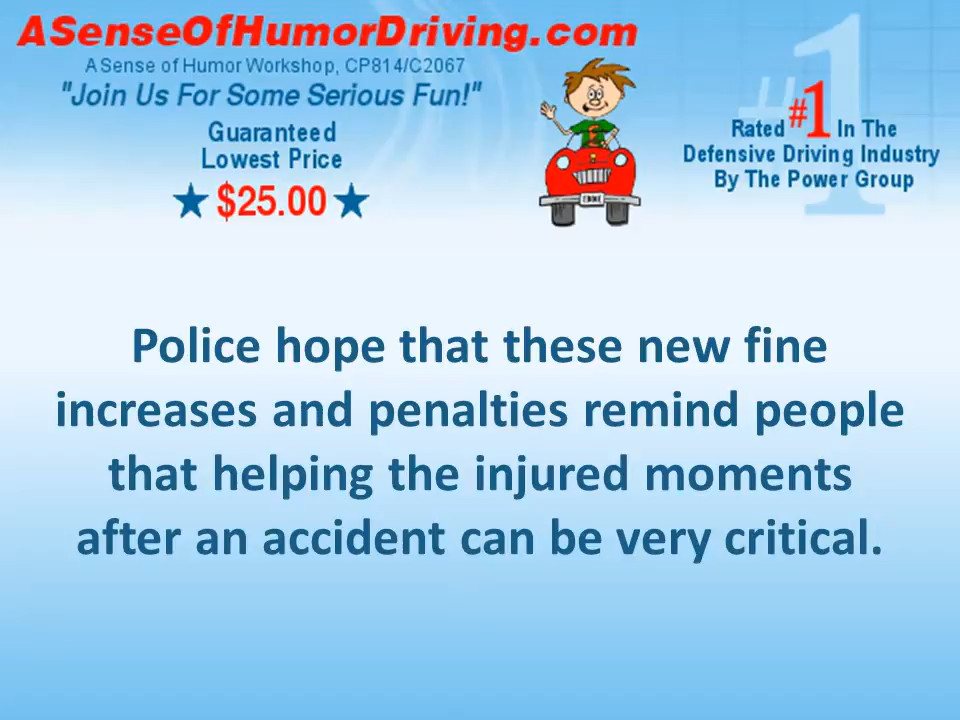 ASenseOfHumorDriving.com
A Sense of Humor Workshop, CP814/C2067
"Join Us For Some Serious Fun!"
Guaranteed
Lowest Price
$25.00
#1
Rated #1 In The
Defensive Driving Industry
By The Power Group
Police hope that these new fine
increases and penalties remind people
that helping the injured moments
after an accident can be very critical.